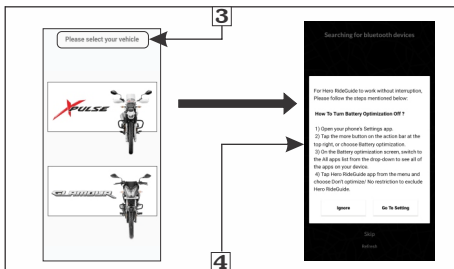 3
Please select your vehicle
XPULSE
GLAMOUR
Searching for bluetooth devices
For Hero RideGuide to work without interruption,
Please follow the steps mentioned below:
How To Turn Battery Optimization Off ?
1) Open your phone's Settings app.
2) Tap the more button on the action bar at the
top right, or choose Battery optimization.
3) On the Battery optimization screen, switch to
the All apps list from the drop-down to see all of
the apps on your device.
4) Tap Hero RideGuide app from the menu and
choose Don't optimize/ No restriction to exclude
Hero RideGuide.
Ignore Go To Setting
Skip
Refresh
4